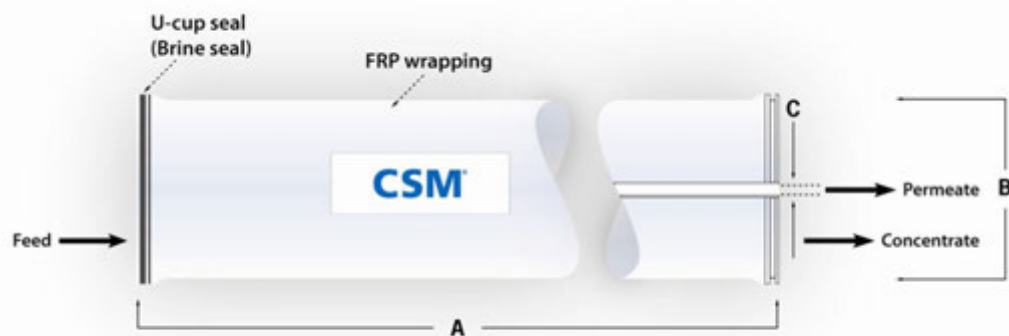 U-cup seal
(Brine seal)
FRP wrapping
C
CSM
Permeate
B
Feed
Concentrate
A